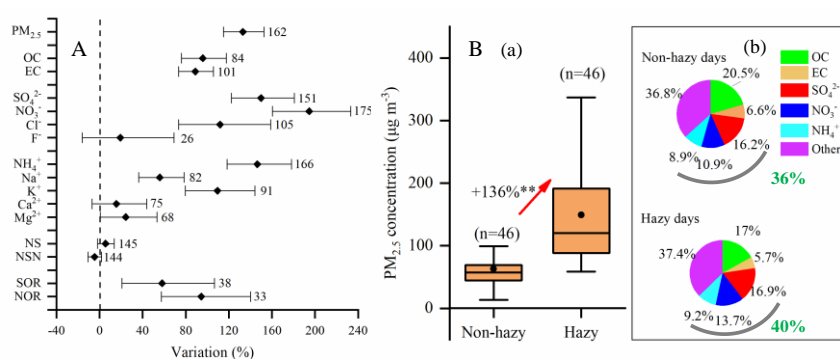 A
PM2.5 162
OC 84
EC 101
SO4²⁻ 151
NO3⁻ 175
Cl⁻ 105
F⁻ 26
NH4⁺ 166
Na⁺ 82
K⁺ 91
Ca²⁺ 75
Mg²⁺ 68
NS 145
NSN 144
SOR 38
NOR 33
-40 0 40 80 120 160 200 240
Variation (%)
B (a)
PM2.5 concentration (μg m⁻³)
400
300
200
100
0
(n=46)
+136%**
(n=46)
Non-hazy Hazy
(b)
Non-hazy days
20.5%
6.6%
16.2%
10.9%
8.9%
36.8%
36%
OC
EC
SO4²⁻
NO3⁻
NH4⁺
Other
Hazy days
17%
5.7%
16.9%
13.7%
9.2%
37.4%
40%